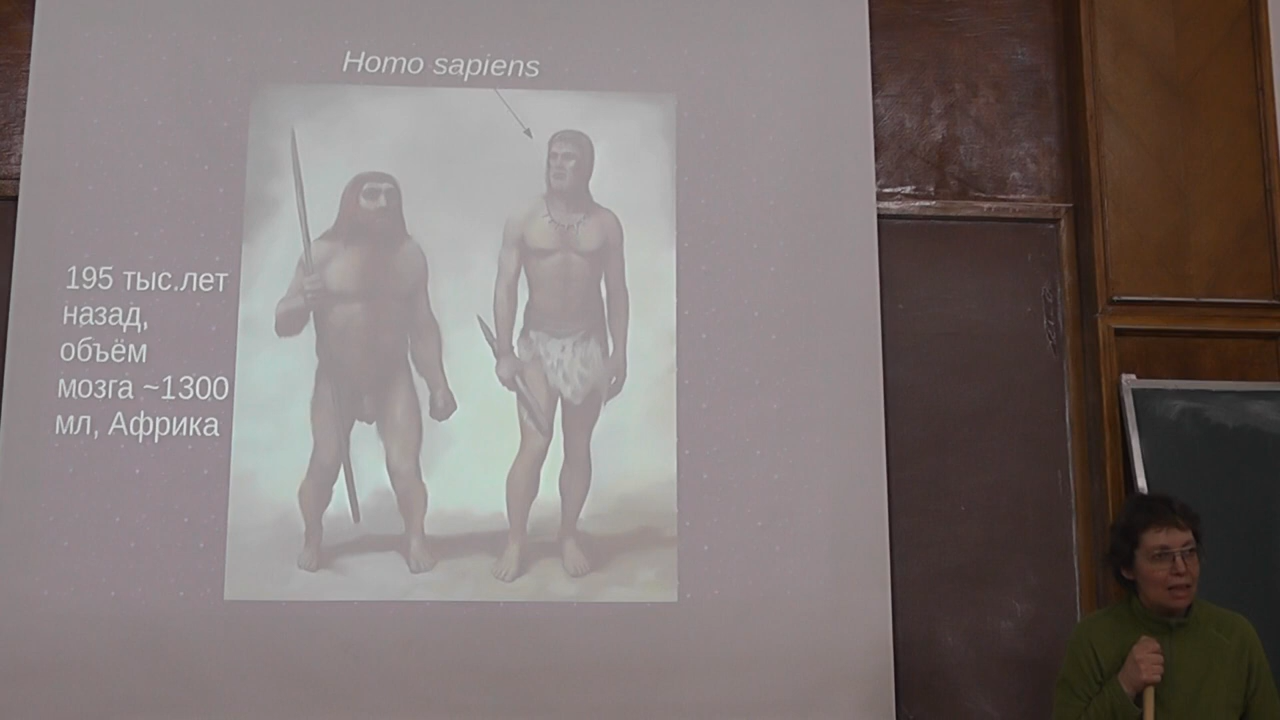 Homo sapiens
195 тыс.лет
назад,
объём
мозга ~1300
мл, Африка